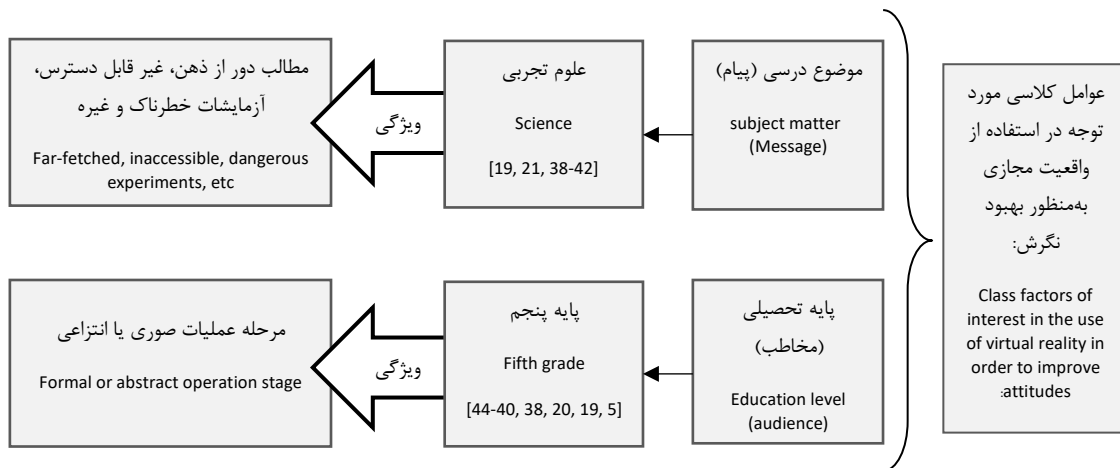 عوامل کلاسی مورد
توجه در استفاده از
واقعیت مجازی
به‌منظور بهبود
نگرش:
Class factors of
interest in the use
of virtual reality in
order to improve
:attitudes
موضوع درسی (پیام)
subject matter
(Message)
علوم تجربی
Science
[19, 21, 38-42]
ویژگی
مطالب دور از ذهن، غیر قابل دسترس،
آزمایشات خطرناک و غیره
Far-fetched, inaccessible, dangerous
experiments, etc
پایه تحصیلی
(مخاطب)
Education level
(audience)
پایه پنجم
Fifth grade
[44-40, 38, 20, 19, 5]
ویژگی
مرحله عملیات صوری یا انتزاعی
Formal or abstract operation stage